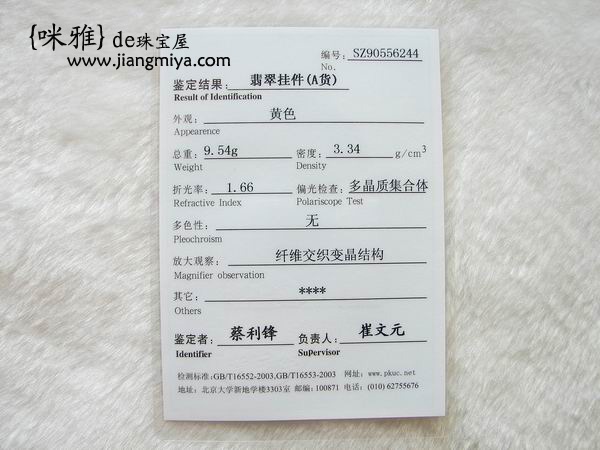 {咪雅} de珠宝屋
www.jiangmiya.com
编号: SZ90556244
No.
鉴定结果: 翡翠挂件(A货)
Result of Identification
外观: 黄色
Appearence
总重: 9.54g 密度: 3.34 g/cm³
Weight Density
折光率: 1.66 偏光检查: 多晶质集合体
Refractive Index Polariscope Test
多色性: 无
Pleochroism
放大观察: 纤维交织变晶结构
Magnifier observation
其它: ****
Others
鉴定者: 蔡利锋 负责人: 崔文元
Identifier Supervisor
检测标准:GB/T16552-2003,GB/T16553-2003 网址: www.pkuc.net
地址: 北京大学新地学楼3303室 邮编: 100871 电话: (010) 62755676